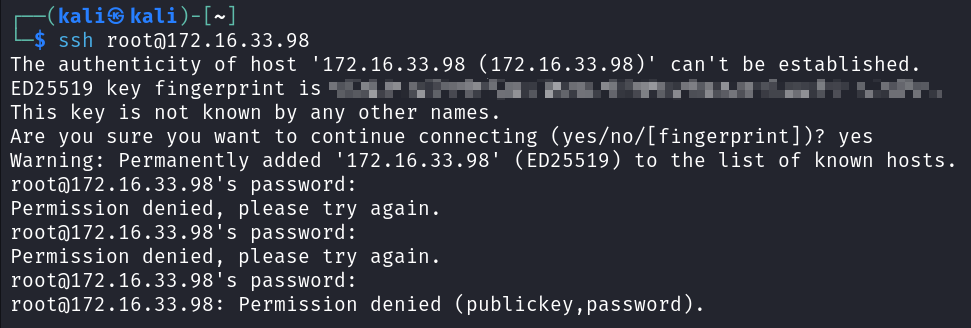 ┌──(kali㉿kali)-[~]
└─$ ssh root@172.16.33.98
The authenticity of host '172.16.33.98 (172.16.33.98)' can't be established.
ED25519 key fingerprint is
This key is not known by any other names.
Are you sure you want to continue connecting (yes/no/[fingerprint])? yes
Warning: Permanently added '172.16.33.98' (ED25519) to the list of known hosts.
root@172.16.33.98's password:
Permission denied, please try again.
root@172.16.33.98's password:
Permission denied, please try again.
root@172.16.33.98's password:
root@172.16.33.98: Permission denied (publickey,password).